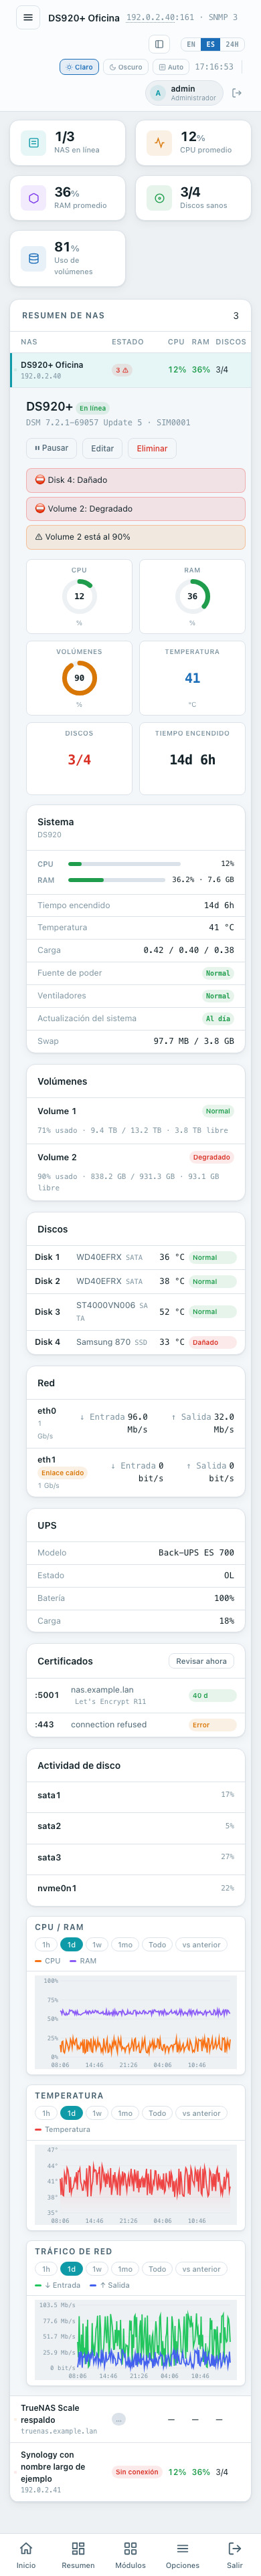 DS920+ Oficina 192.0.2.40:161 · SNMP 3
EN ES 24H
Claro Oscuro Auto 17:16:53
A admin
Administrador
1/3
NAS en línea
12%
CPU promedio
36%
RAM promedio
3/4
Discos sanos
81%
Uso de
volúmenes
RESUMEN DE NAS 3
NAS ESTADO CPU RAM DISCOS
DS920+ Oficina 3 12% 36% 3/4
192.0.2.40
DS920+ En línea
DSM 7.2.1-69057 Update 5 · SIM0001
Pausar Editar Eliminar
Disk 4: Dañado
Volume 2: Degradado
Volume 2 está al 90%
CPU
12
%
RAM
36
%
VOLÚMENES
90
%
TEMPERATURA
41
°C
DISCOS
3/4
TIEMPO ENCENDIDO
14d 6h
Sistema
DS920
CPU 12%
RAM 36.2% · 7.6 GB
Tiempo encendido 14d 6h
Temperatura 41 °C
Carga 0.42 / 0.40 / 0.38
Fuente de poder Normal
Ventiladores Normal
Actualización del sistema Al día
Swap 97.7 MB / 3.8 GB
Volúmenes
Volume 1 Normal
71% usado · 9.4 TB / 13.2 TB · 3.8 TB libre
Volume 2 Degradado
90% usado · 838.2 GB / 931.3 GB · 93.1 GB
libre
Discos
Disk 1 WD40EFRX SATA 36 °C Normal
Disk 2 WD40EFRX SATA 38 °C Normal
Disk 3 ST4000VN006 SA
TA 52 °C Normal
Disk 4 Samsung 870 SSD 33 °C Dañado
Red
eth0
1
Gb/s
↓ Entrada 96.0
Mb/s
↑ Salida 32.0
Mb/s
eth1
Enlace caído
1 Gb/s
↓ Entrada 0
bit/s
↑ Salida 0
bit/s
UPS
Modelo Back-UPS ES 700
Estado OL
Batería 100%
Carga 18%
Certificados Revisar ahora
:5001 nas.example.lan
Let's Encrypt R11 40 d
:443 connection refused Error
Actividad de disco
sata1 17%
sata2 5%
sata3 27%
nvme0n1 22%
CPU / RAM
1h 1d 1w 1mo Todo vs anterior
CPU RAM
100%
75%
50%
25%
0%
08:06 14:46 21:26 04:06 10:46
TEMPERATURA
1h 1d 1w 1mo Todo vs anterior
Temperatura
47°
44°
41°
38°
35°
08:06 14:46 21:26 04:06 10:46
TRÁFICO DE RED
1h 1d 1w 1mo Todo vs anterior
↓ Entrada ↑ Salida
103.5 Mb/s
77.6 Mb/s
51.7 Mb/s
25.9 Mb/s
0 bit/s
08:06 14:46 21:26 04:06 10:46
TrueNAS Scale
respaldo
truenas.example.lan
… — — —
Synology con
nombre largo de
ejemplo
192.0.2.41
Sin conexión 12% 36% 3/4
Inicio Resumen Módulos Opciones Salir